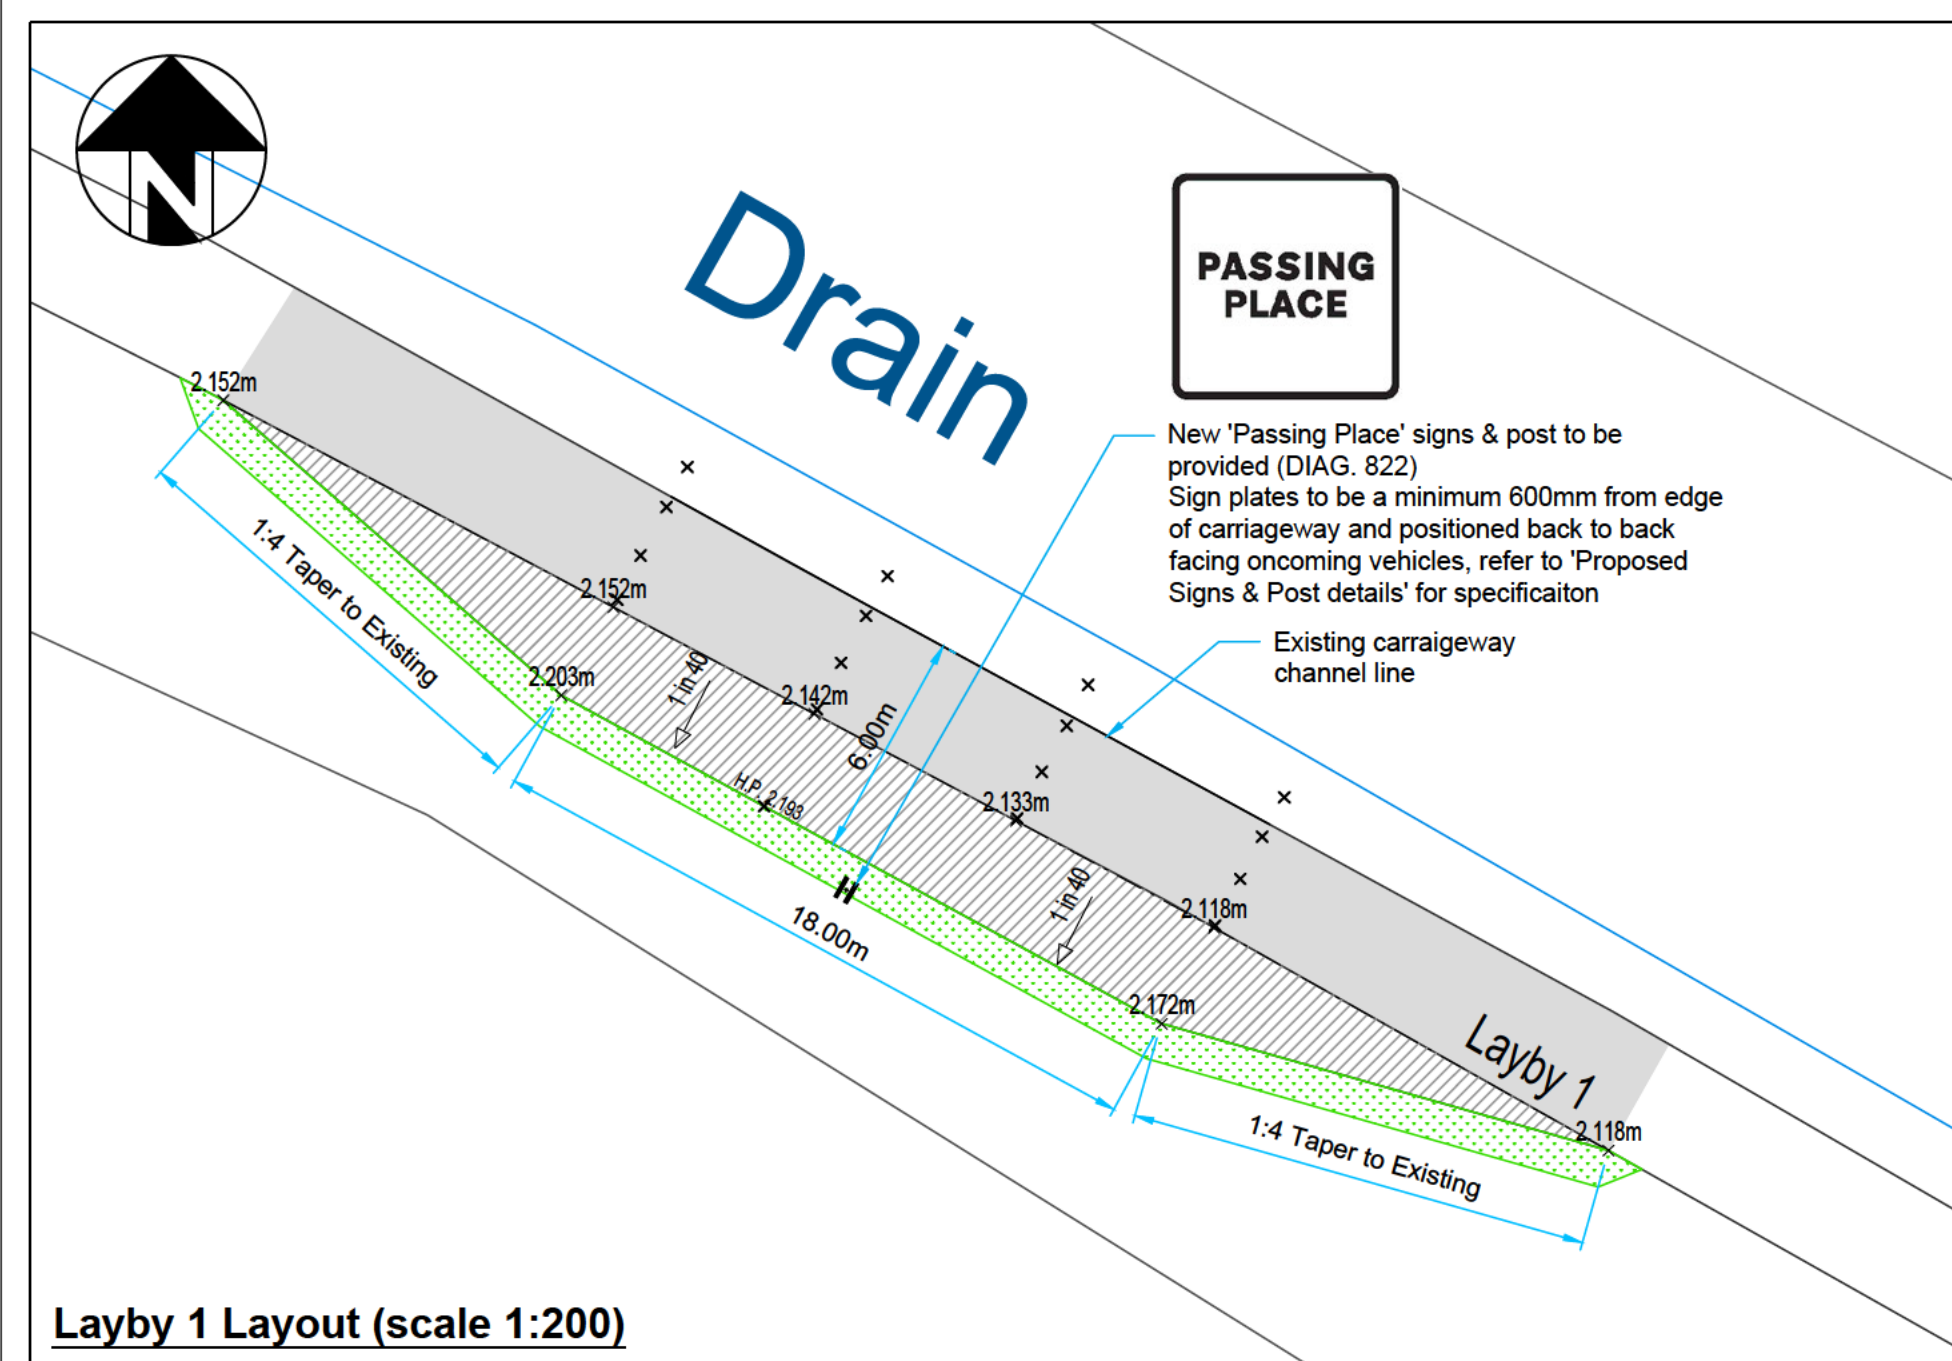 N
Drain
PASSING
PLACE
New 'Passing Place' signs & post to be
provided (DIAG. 822)
Sign plates to be a minimum 600mm from edge
of carriageway and positioned back to back
facing oncoming vehicles, refer to 'Proposed
Signs & Post details' for specificaiton
Existing carraigeway
channel line
2.152m
1:4 Taper to Existing
2.152m
2.203m
1 in 40
2.142m
6.00m
H.P. 2.193
2.133m
18.00m
1 in 40
2.118m
2.172m
Layby 1
2.118m
1:4 Taper to Existing
Layby 1 Layout (scale 1:200)